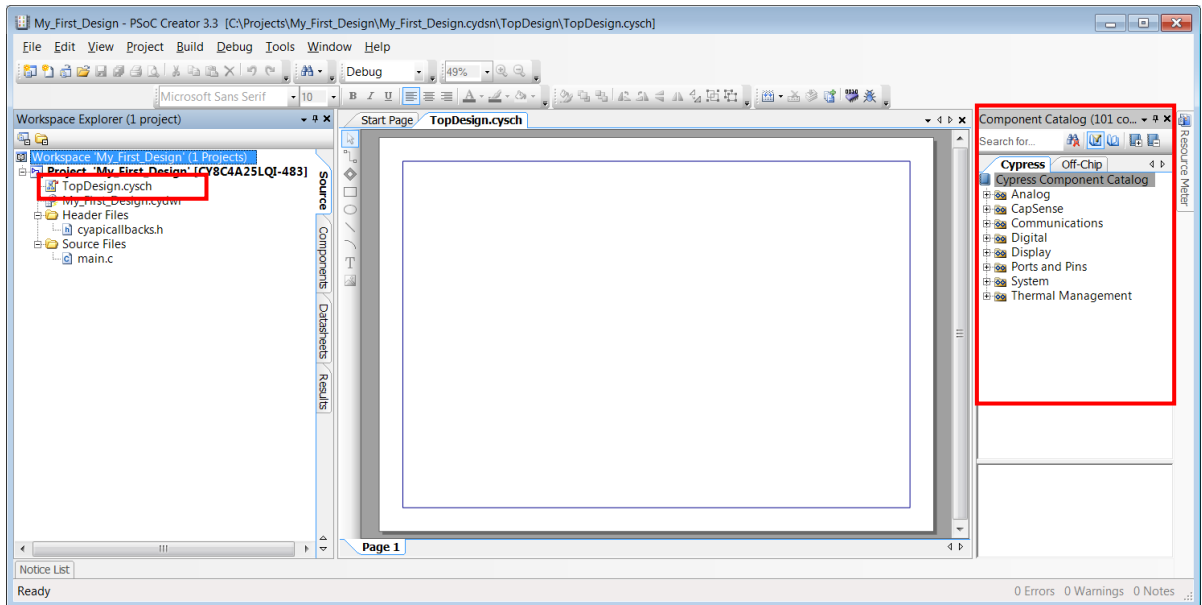 My_First_Design - PSoC Creator 3.3 [C:\Projects\My_First_Design\My_First_Design.cydsn\TopDesign\TopDesign.cysch]
File Edit View Project Build Debug Tools Window Help
Debug 49%
Microsoft Sans Serif 10 B I U
Workspace Explorer (1 project)
Workspace 'My_First_Design' (1 Projects)
Project 'My_First_Design' [CY8C4A25LQI-483]
TopDesign.cysch
My_First_Design.cydwr
Header Files
cyapicallbacks.h
Source Files
main.c
Source
Components
Datasheets
Results
Start Page TopDesign.cysch
Page 1
Component Catalog (101 co...
Search for...
Cypress Off-Chip
Cypress Component Catalog
Analog
CapSense
Communications
Digital
Display
Ports and Pins
System
Thermal Management
Resource Meter
Notice List
Ready 0 Errors 0 Warnings 0 Notes